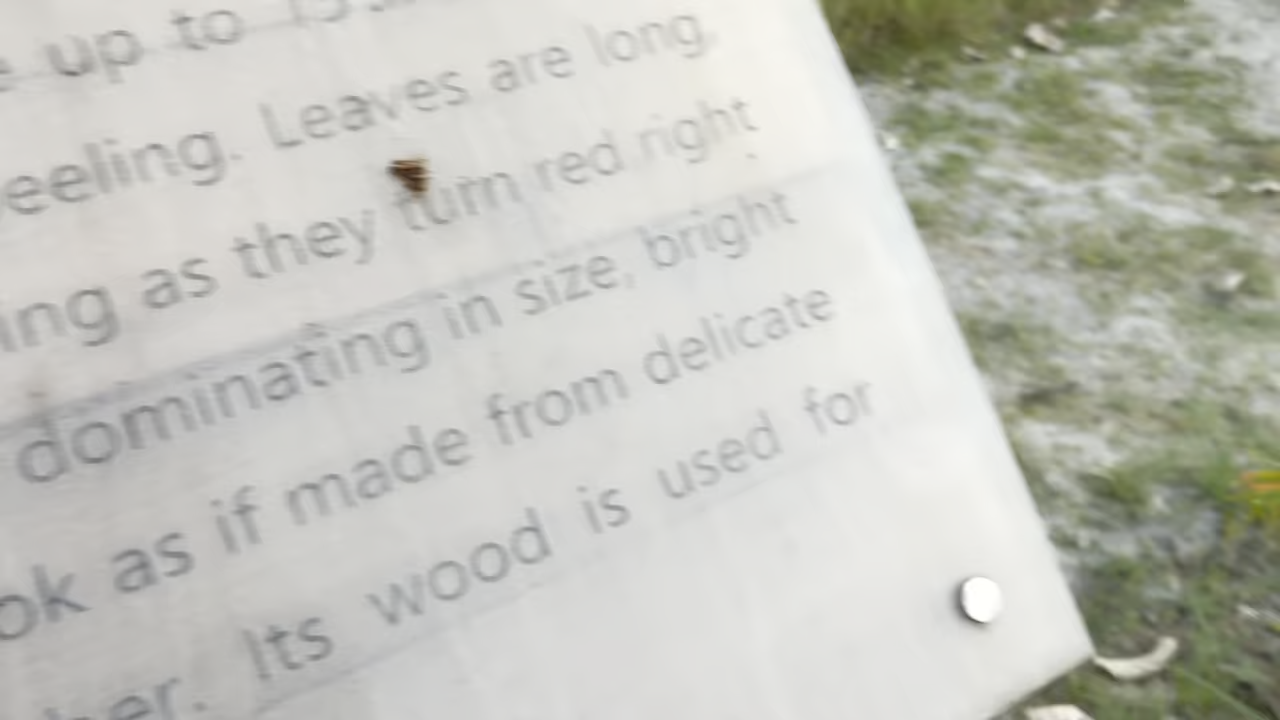 up to
eeling. Leaves are long,
ing as they turn red right
dominating in size, bright
ok as if made from delicate
her. Its wood is used for